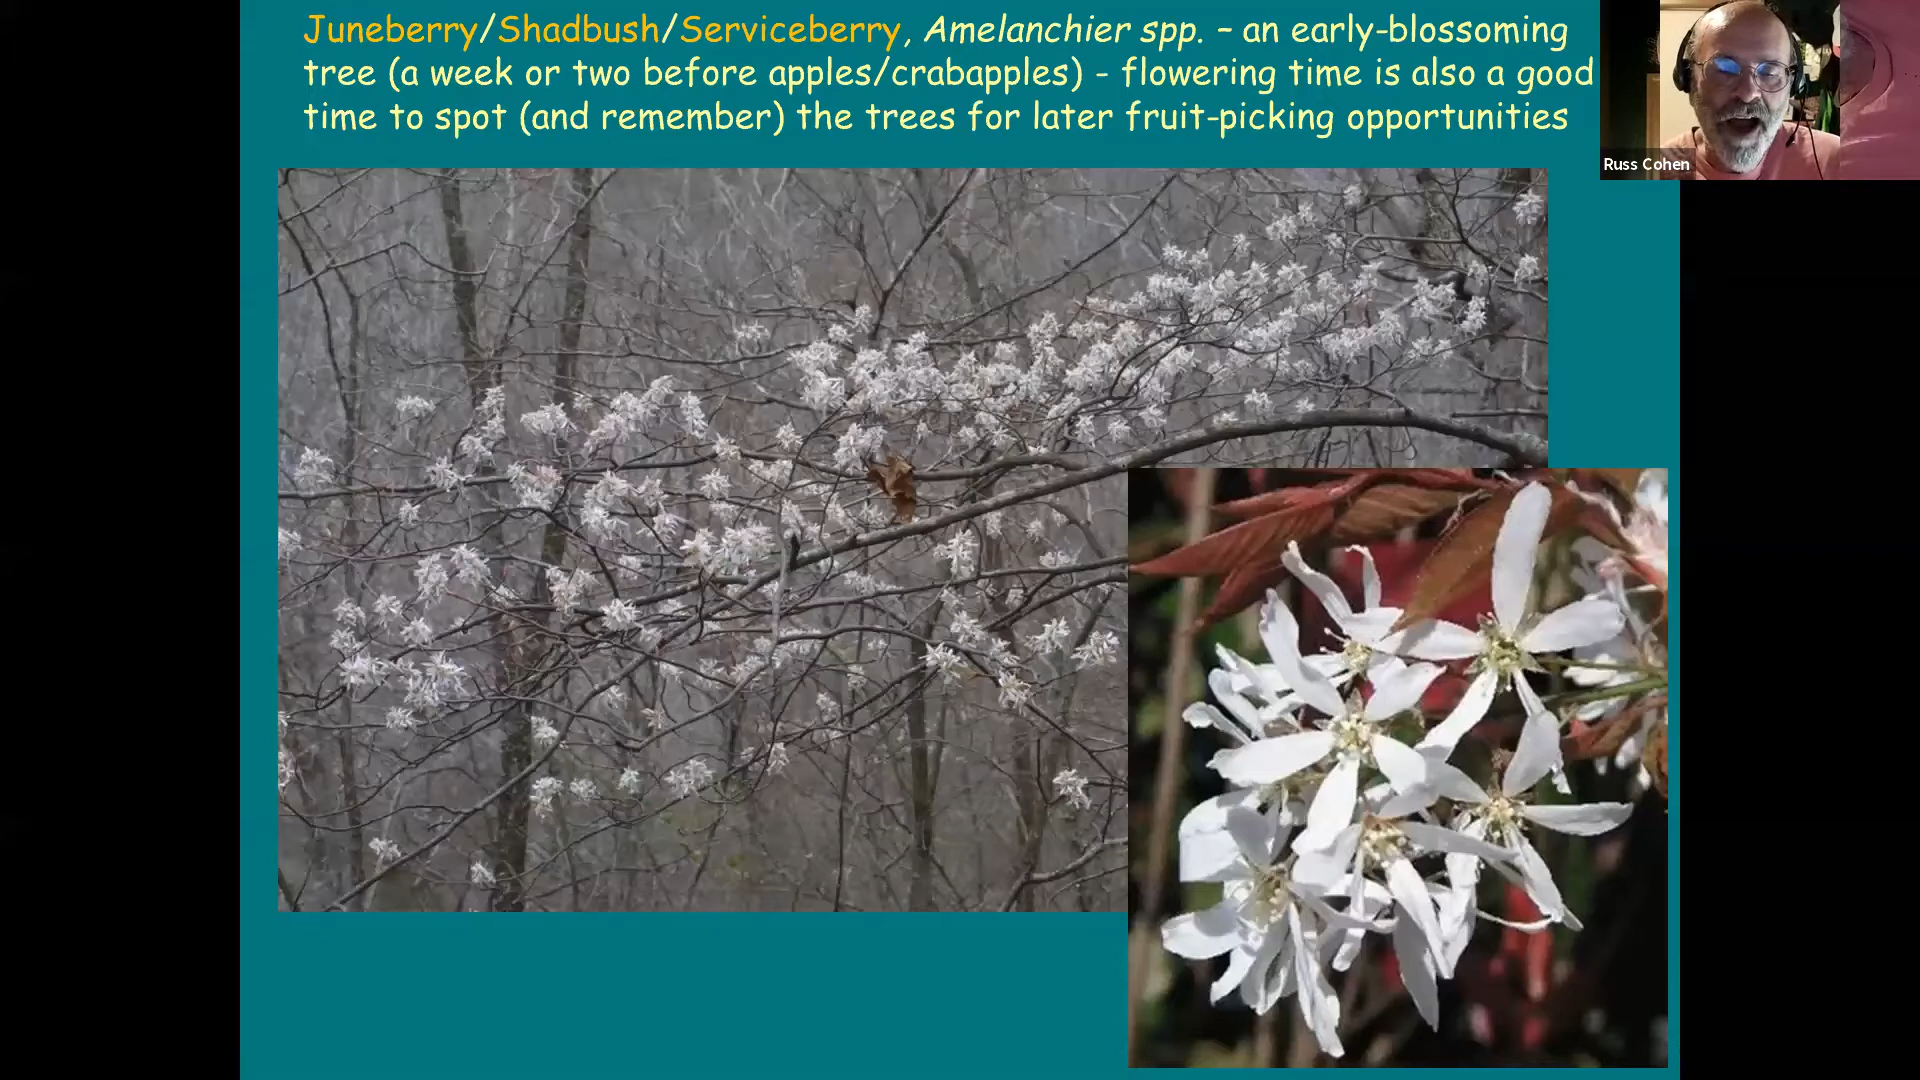 Juneberry/Shadbush/Serviceberry, Amelanchier spp. – an early-blossoming
tree (a week or two before apples/crabapples) - flowering time is also a good
time to spot (and remember) the trees for later fruit-picking opportunities
Russ Cohen